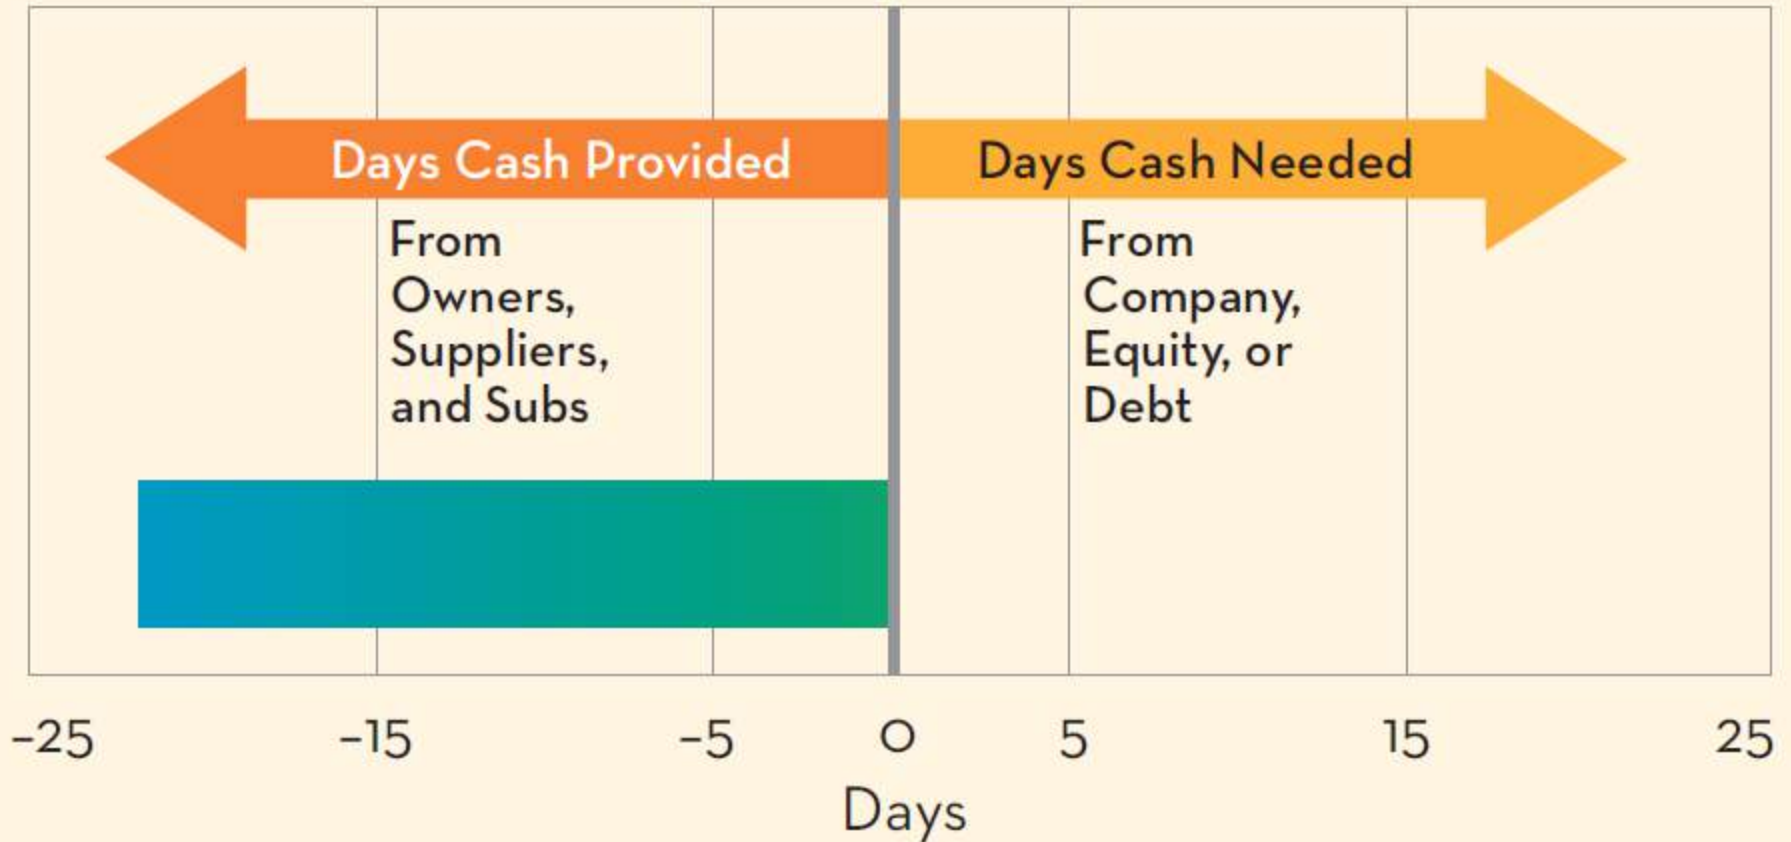 Days Cash Provided
Days Cash Needed
From
Owners,
Suppliers,
and Subs
From
Company,
Equity, or
Debt
–25 –15 –5 0 5 15 25
Days